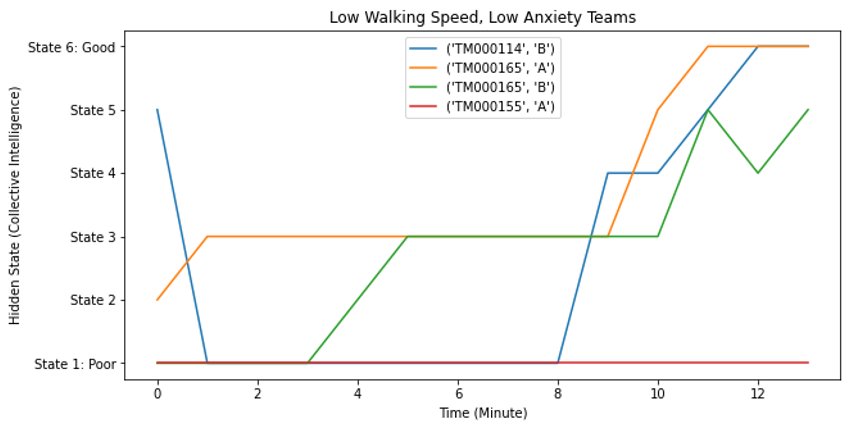 Low Walking Speed, Low Anxiety Teams
State 6: Good
State 5
State 4
State 3
State 2
State 1: Poor
Hidden State (Collective Intelligence)
('TM000114', 'B')
('TM000165', 'A')
('TM000165', 'B')
('TM000155', 'A')
0 2 4 6 8 10 12
Time (Minute)